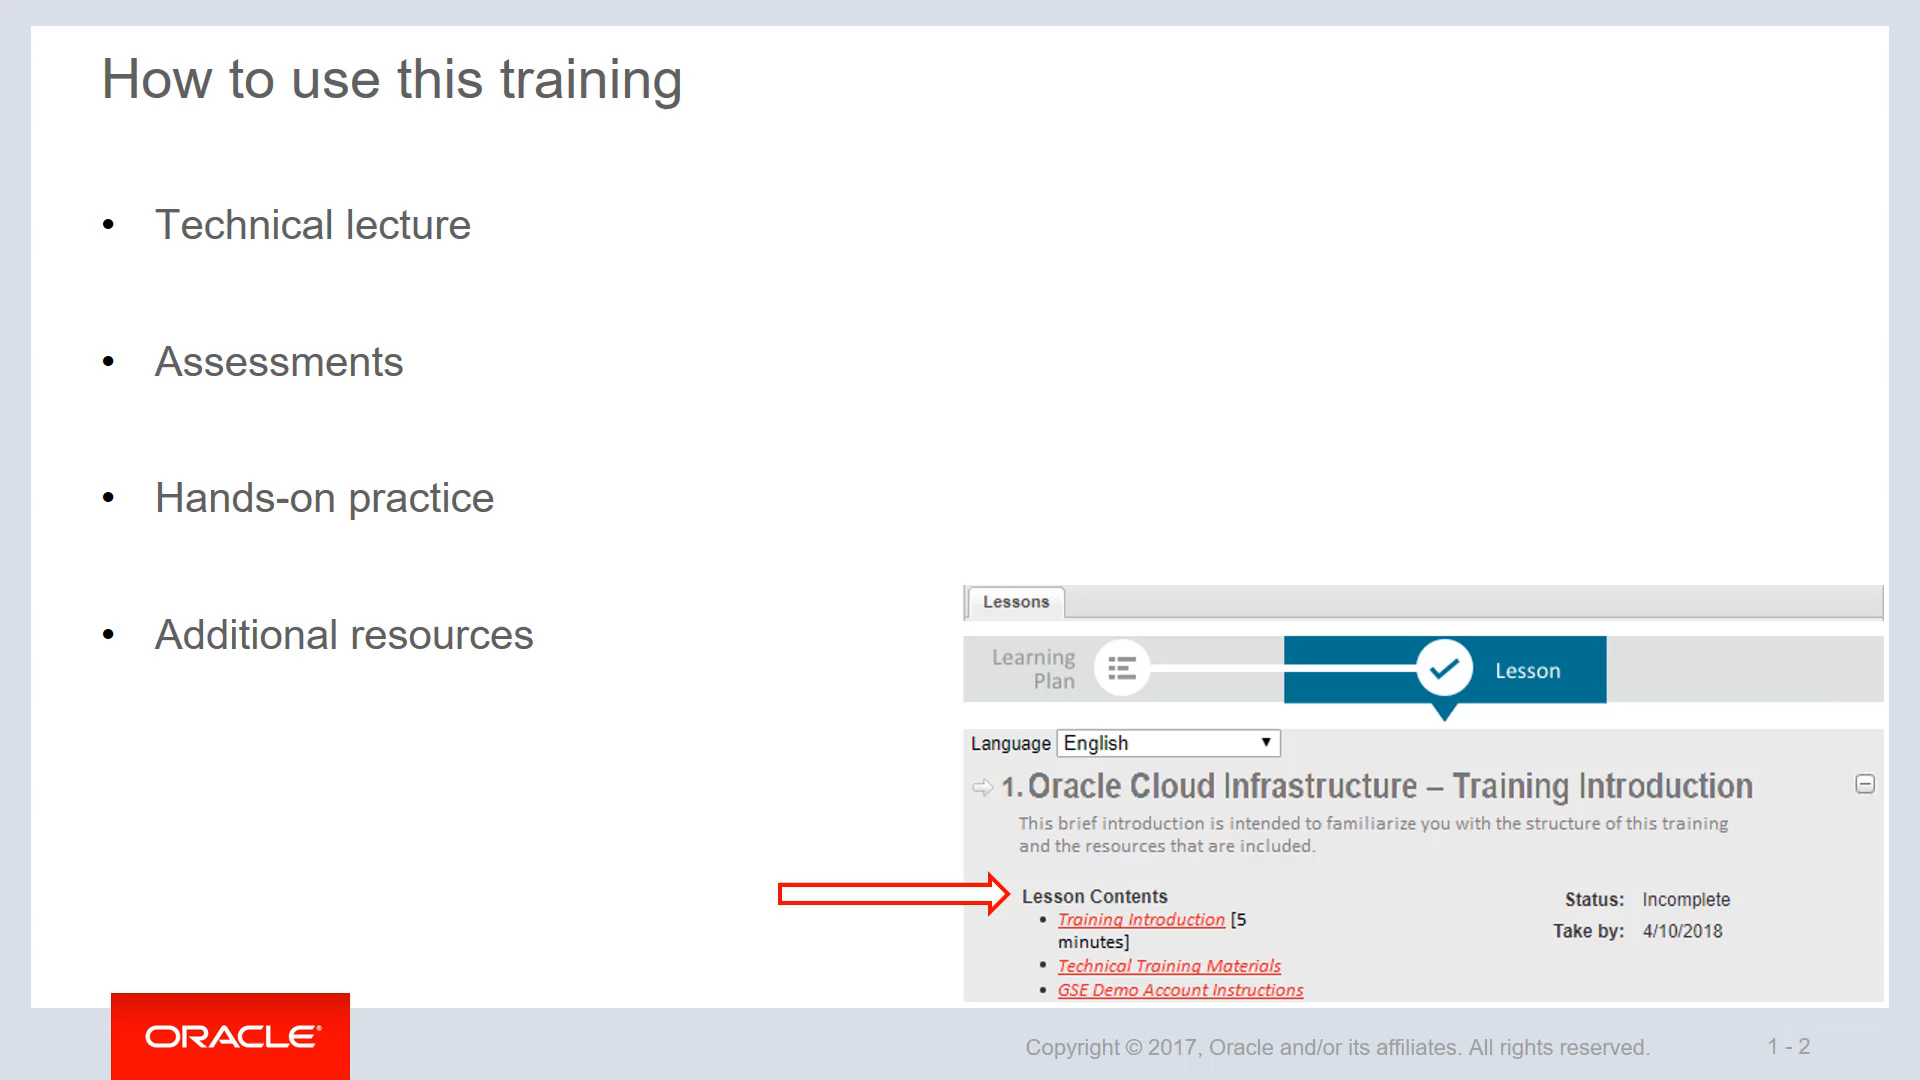 How to use this training
• Technical lecture
• Assessments
• Hands-on practice
• Additional resources
Lessons
Learning
Plan
Lesson
Language English
1. Oracle Cloud Infrastructure – Training Introduction
This brief introduction is intended to familiarize you with the structure of this training
and the resources that are included.
Lesson Contents
• Training Introduction [5
minutes]
• Technical Training Materials
• GSE Demo Account Instructions
Status: Incomplete
Take by: 4/10/2018
ORACLE®
Copyright © 2017, Oracle and/or its affiliates. All rights reserved.
1 - 2